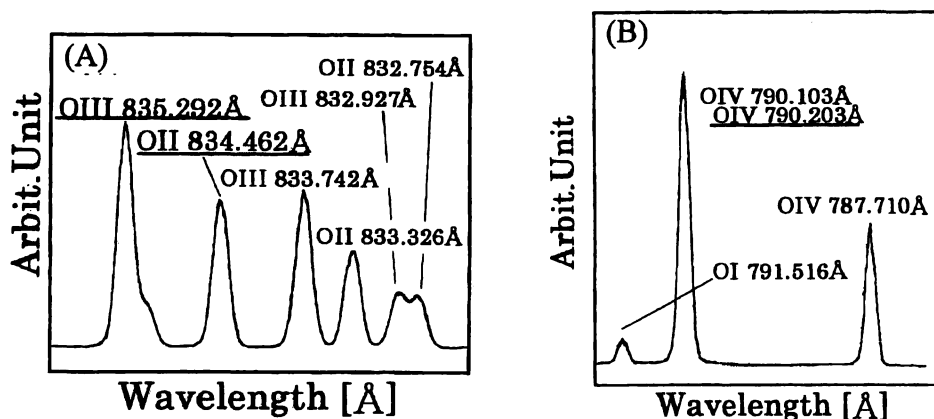 (A)
OII 832.754Å
OIII 832.927Å
OIII 835.292Å
OII 834.462Å
OIII 833.742Å
OII 833.326Å
Arbit.Unit
Wavelength [Å]
(B)
OIV 790.103Å
OIV 790.203Å
OIV 787.710Å
OI 791.516Å
Arbit.Unit
Wavelength [Å]